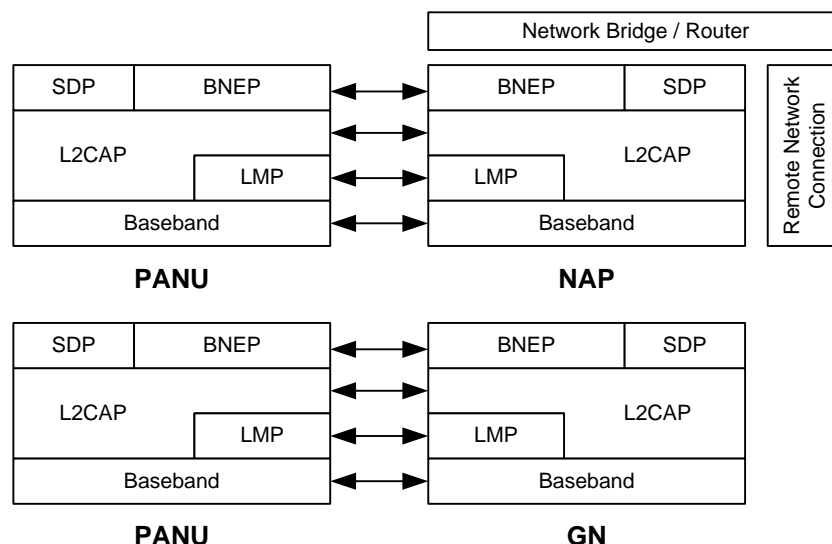 Network Bridge / Router
SDP BNEP BNEP SDP
L2CAP L2CAP
LMP LMP
Baseband Baseband
Remote Network
Connection
PANU NAP
SDP BNEP BNEP SDP
L2CAP L2CAP
LMP LMP
Baseband Baseband
PANU GN